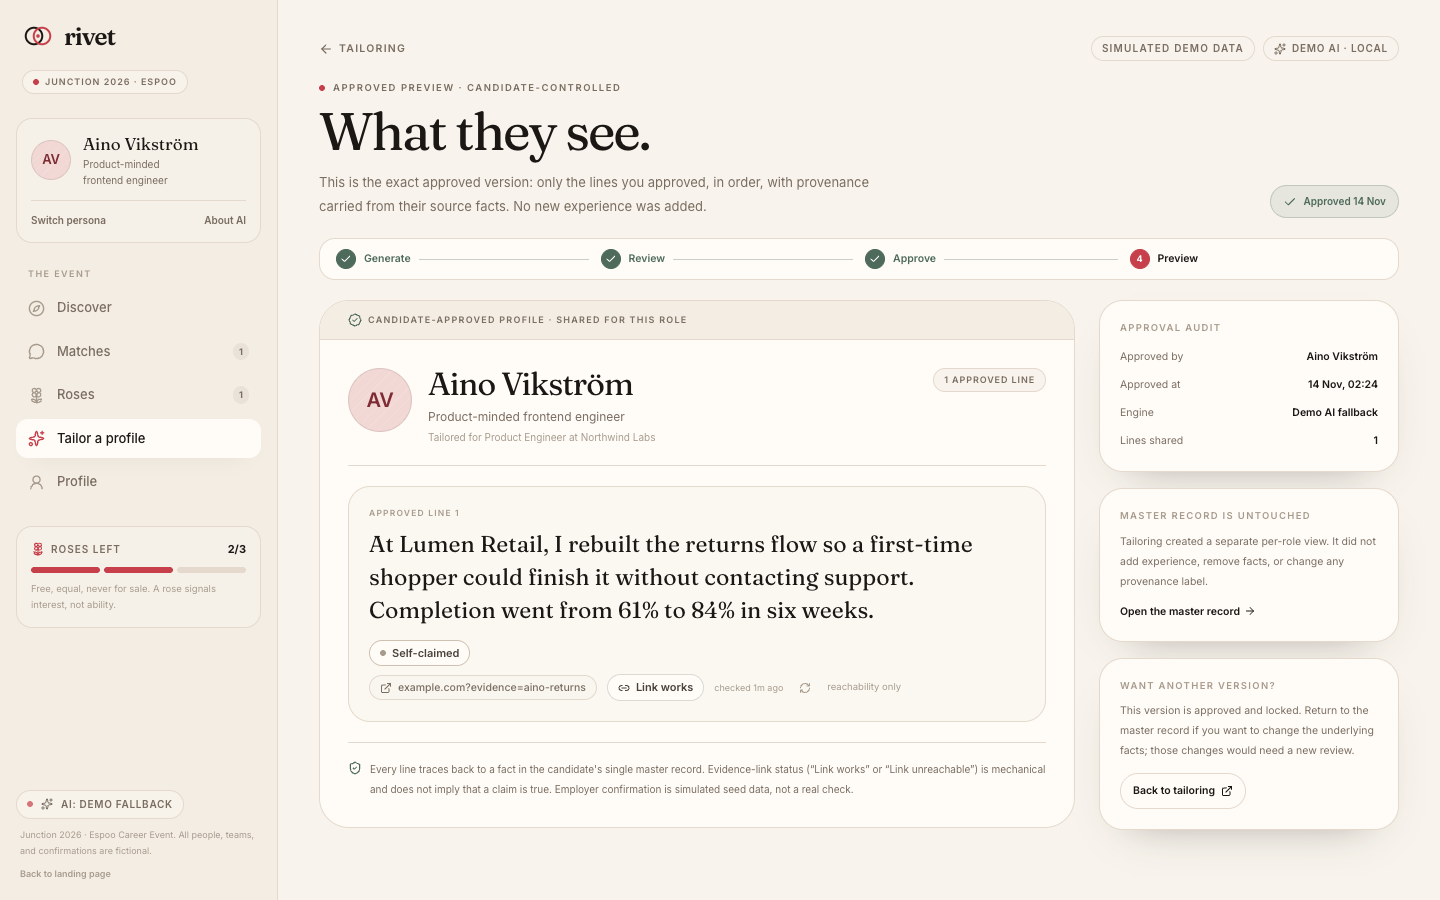 rivet
JUNCTION 2026 · ESPOO
AV
Aino Vikström
Product-minded
frontend engineer
Switch persona
About AI
THE EVENT
Discover
Matches
1
Roses
1
Tailor a profile
Profile
ROSES LEFT
2/3
Free, equal, never for sale. A rose signals
interest, not ability.
AI: DEMO FALLBACK
Junction 2026 · Espoo Career Event. All people, teams,
and confirmations are fictional.
Back to landing page
TAILORING
SIMULATED DEMO DATA
DEMO AI · LOCAL
APPROVED PREVIEW · CANDIDATE-CONTROLLED
What they see.
This is the exact approved version: only the lines you approved, in order, with provenance
carried from their source facts. No new experience was added.
Approved 14 Nov
Generate
Review
Approve
4
Preview
CANDIDATE-APPROVED PROFILE · SHARED FOR THIS ROLE
AV
Aino Vikström
Product-minded frontend engineer
Tailored for Product Engineer at Northwind Labs
1 APPROVED LINE
APPROVED LINE 1
At Lumen Retail, I rebuilt the returns flow so a first-time
shopper could finish it without contacting support.
Completion went from 61% to 84% in six weeks.
Self-claimed
example.com?evidence=aino-returns
Link works
checked 1m ago
reachability only
Every line traces back to a fact in the candidate's single master record. Evidence-link status (“Link works” or “Link unreachable”) is mechanical
and does not imply that a claim is true. Employer confirmation is simulated seed data, not a real check.
APPROVAL AUDIT
Approved by
Aino Vikström
Approved at
14 Nov, 02:24
Engine
Demo AI fallback
Lines shared
1
MASTER RECORD IS UNTOUCHED
Tailoring created a separate per-role view. It did not
add experience, remove facts, or change any
provenance label.
Open the master record
WANT ANOTHER VERSION?
This version is approved and locked. Return to the
master record if you want to change the underlying
facts; those changes would need a new review.
Back to tailoring